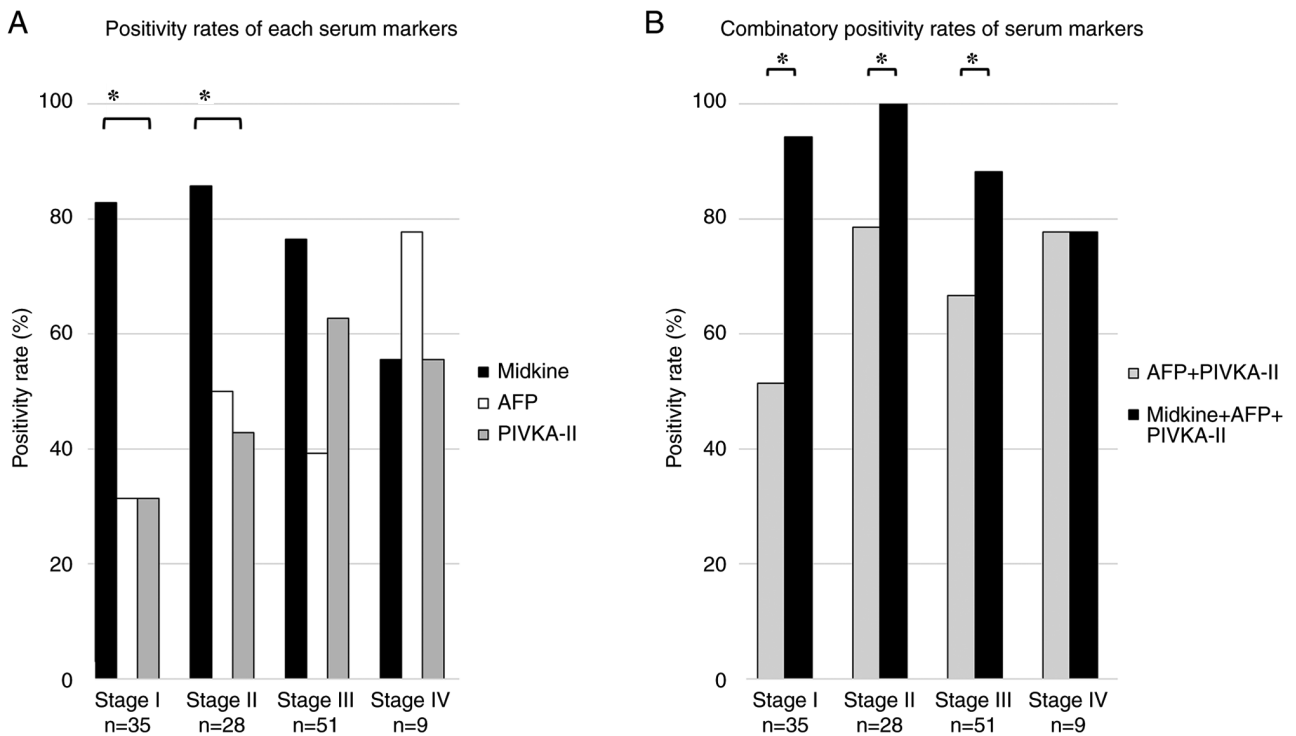 A
Positivity rates of each serum markers
* *
100
80
60
40
20
0
Positivity rate (%)
Stage I Stage II Stage III Stage IV
n=35 n=28 n=51 n=9
Midkine
AFP
PIVKA-II
B
Combinatory positivity rates of serum markers
* * *
100
80
60
40
20
0
Positivity rate (%)
Stage I Stage II Stage III Stage IV
n=35 n=28 n=51 n=9
AFP+PIVKA-II
Midkine+AFP+
PIVKA-II